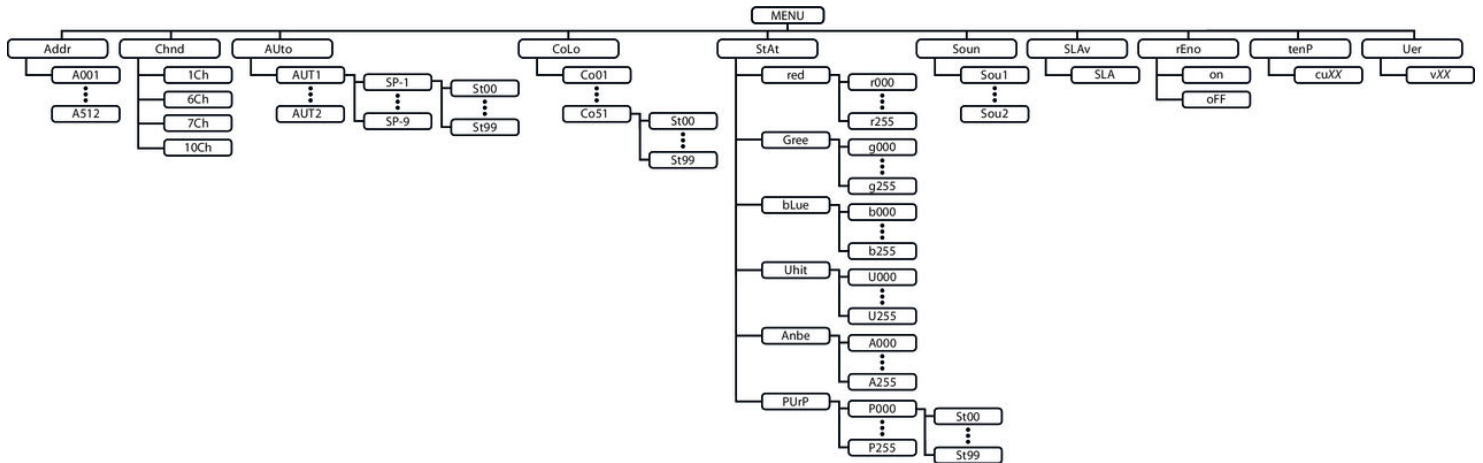 MENU
Addr Chnd AUto CoLo StAt Soun SLAv rEno tenP Uer
A001 1Ch AUT1 SP-1 St00 Co01 red r000 Sou1 SLA on cuXX vXX
A512 6Ch AUT2 SP-9 St99 Co51 St00 r255 Sou2 oFF
7Ch Gree g000
10Ch St99 g255
bLue b000
b255
Uhit U000
U255
Anbe A000
A255
PUrP P000 St00
P255 St99